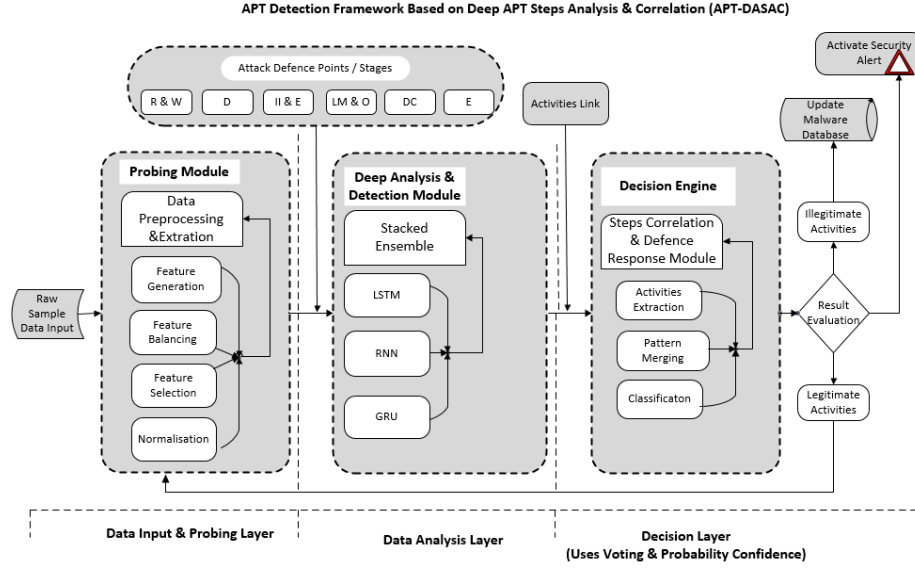 APT Detection Framework Based on Deep APT Steps Analysis & Correlation (APT-DASAC)
Activate Security
Alert
Attack Defence Points / Stages
R & W
D
II & E
LM & O
DC
E
Activities Link
Update
Malware
Database
Probing Module
Data
Preprocessing
&Extration
Feature
Generation
Feature
Balancing
Feature
Selection
Normalisation
Raw
Sample
Data Input
Deep Analysis &
Detection Module
Stacked
Ensemble
LSTM
RNN
GRU
Decision Engine
Steps Correlation
& Defence
Response Module
Activities
Extraction
Pattern
Merging
Classificaton
Illegitimate
Activities
Result
Evaluation
Legitimate
Activities
Data Input & Probing Layer
Data Analysis Layer
Decision Layer
(Uses Voting & Probability Confidence)